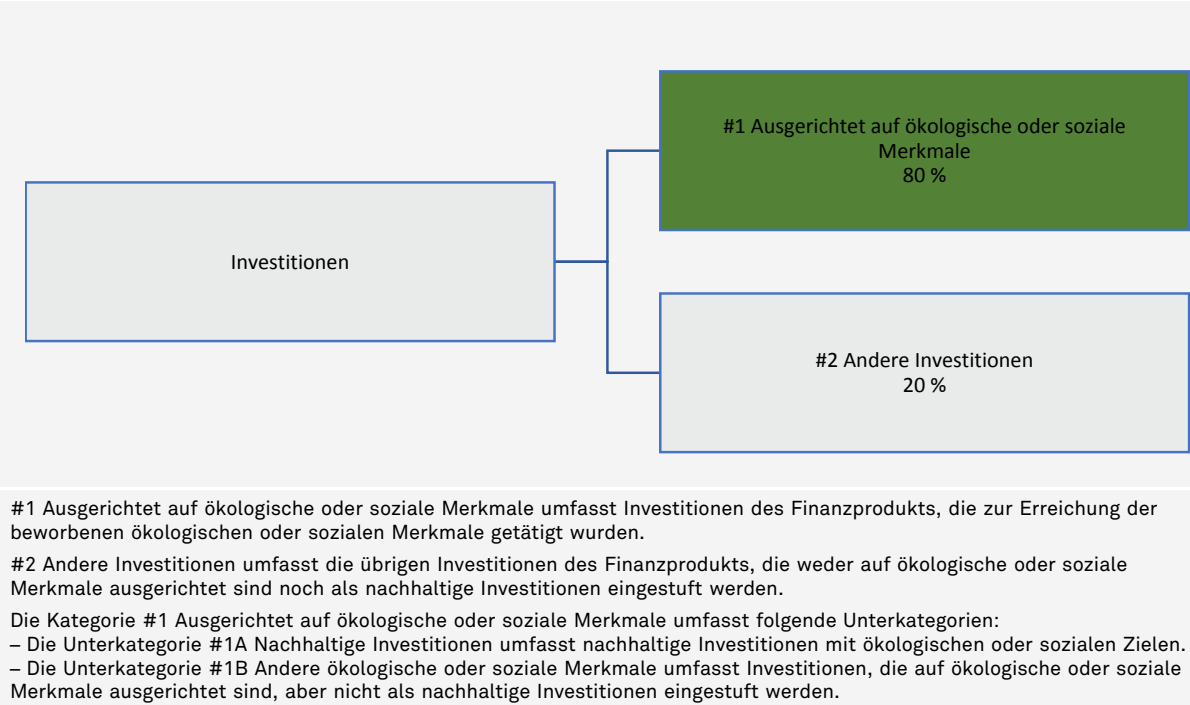 #1 Ausgerichtet auf ökologische oder soziale
Merkmale
80 %
Investitionen
#2 Andere Investitionen
20 %
#1 Ausgerichtet auf ökologische oder soziale Merkmale umfasst Investitionen des Finanzprodukts, die zur Erreichung der
beworbenen ökologischen oder sozialen Merkmale getätigt wurden.
#2 Andere Investitionen umfasst die übrigen Investitionen des Finanzprodukts, die weder auf ökologische oder soziale
Merkmale ausgerichtet sind noch als nachhaltige Investitionen eingestuft werden.
Die Kategorie #1 Ausgerichtet auf ökologische oder soziale Merkmale umfasst folgende Unterkategorien:
– Die Unterkategorie #1A Nachhaltige Investitionen umfasst nachhaltige Investitionen mit ökologischen oder sozialen Zielen.
– Die Unterkategorie #1B Andere ökologische oder soziale Merkmale umfasst Investitionen, die auf ökologische oder soziale
Merkmale ausgerichtet sind, aber nicht als nachhaltige Investitionen eingestuft werden.